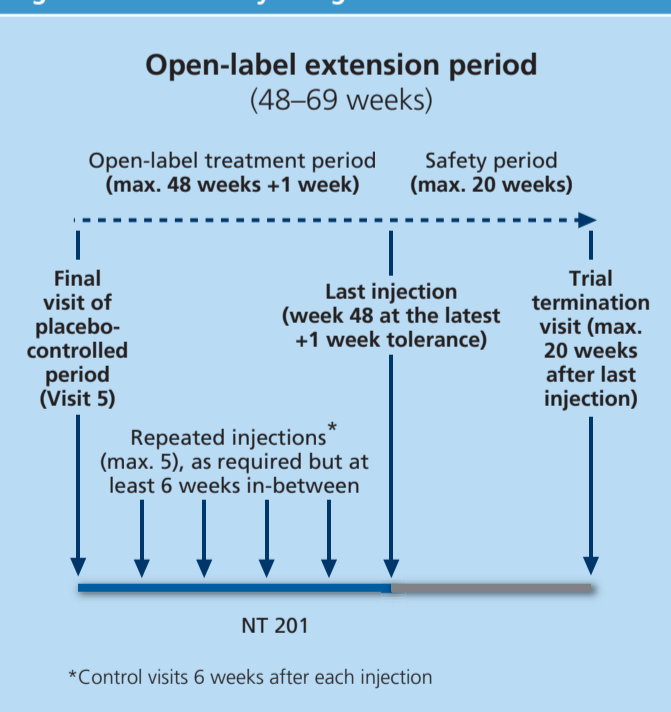 Open-label extension period
(48–69 weeks)
Open-label treatment period
(max. 48 weeks +1 week)
Safety period
(max. 20 weeks)
Final
visit of
placebo-
controlled
period
(Visit 5)
Last injection
(week 48 at the latest
+1 week tolerance)
Trial
termination
visit (max.
20 weeks
after last
injection)
Repeated injections*
(max. 5), as required but at
least 6 weeks in-between
NT 201
*Control visits 6 weeks after each injection